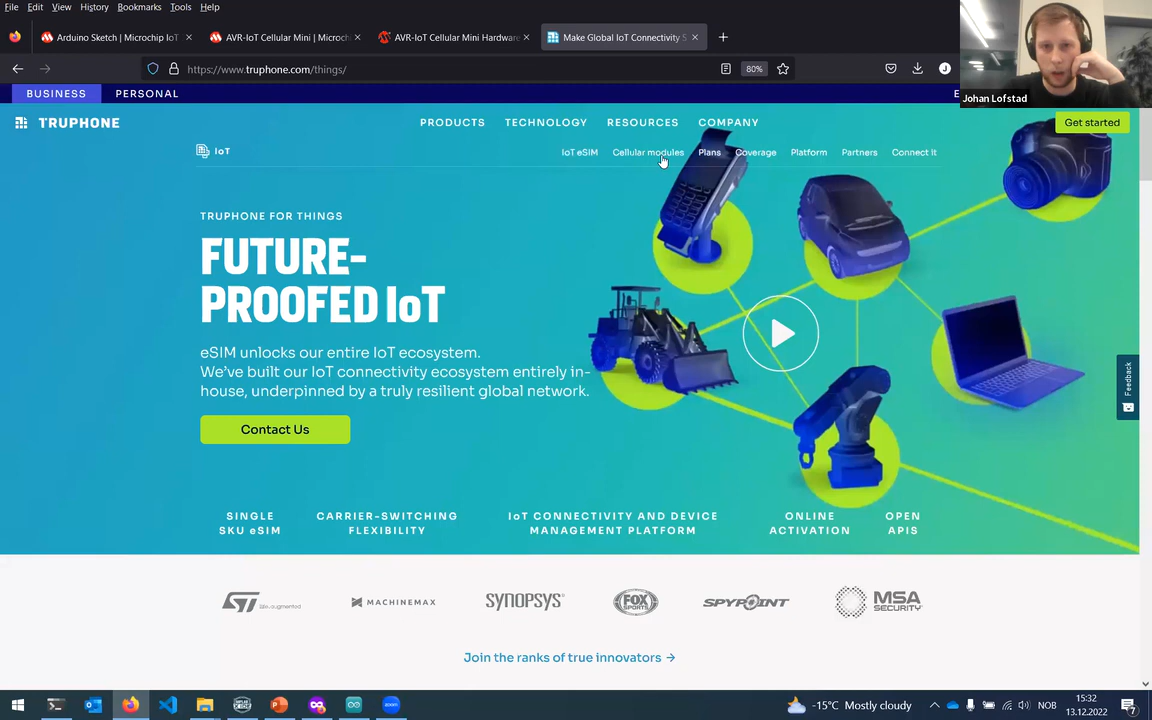 File Edit View History Bookmarks Tools Help
Arduino Sketch | Microchip IoT
AVR-IoT Cellular Mini | Microch
AVR-IoT Cellular Mini Hardware
Make Global IoT Connectivity S
https://www.truphone.com/things/
80%
J
BUSINESS PERSONAL
E
Johan Lofstad
TRUPHONE
PRODUCTS TECHNOLOGY RESOURCES COMPANY
Get started
IoT
IoT eSIM Cellular modules Plans Coverage Platform Partners Connect it
TRUPHONE FOR THINGS
FUTURE-
PROOFED IoT
eSIM unlocks our entire IoT ecosystem.
We've built our IoT connectivity ecosystem entirely in-
house, underpinned by a truly resilient global network.
Contact Us
Feedback
SINGLE
SKU eSIM
CARRIER-SWITCHING
FLEXIBILITY
IoT CONNECTIVITY AND DEVICE
MANAGEMENT PLATFORM
ONLINE
ACTIVATION
OPEN
APIS
ST
MACHINEMAX
SYNOPSYS
FOX
SPORTS
SPYPOINT
MSA
SECURITY
Join the ranks of true innovators →
-15°C Mostly cloudy
NOB
15:32
13.12.2022
7